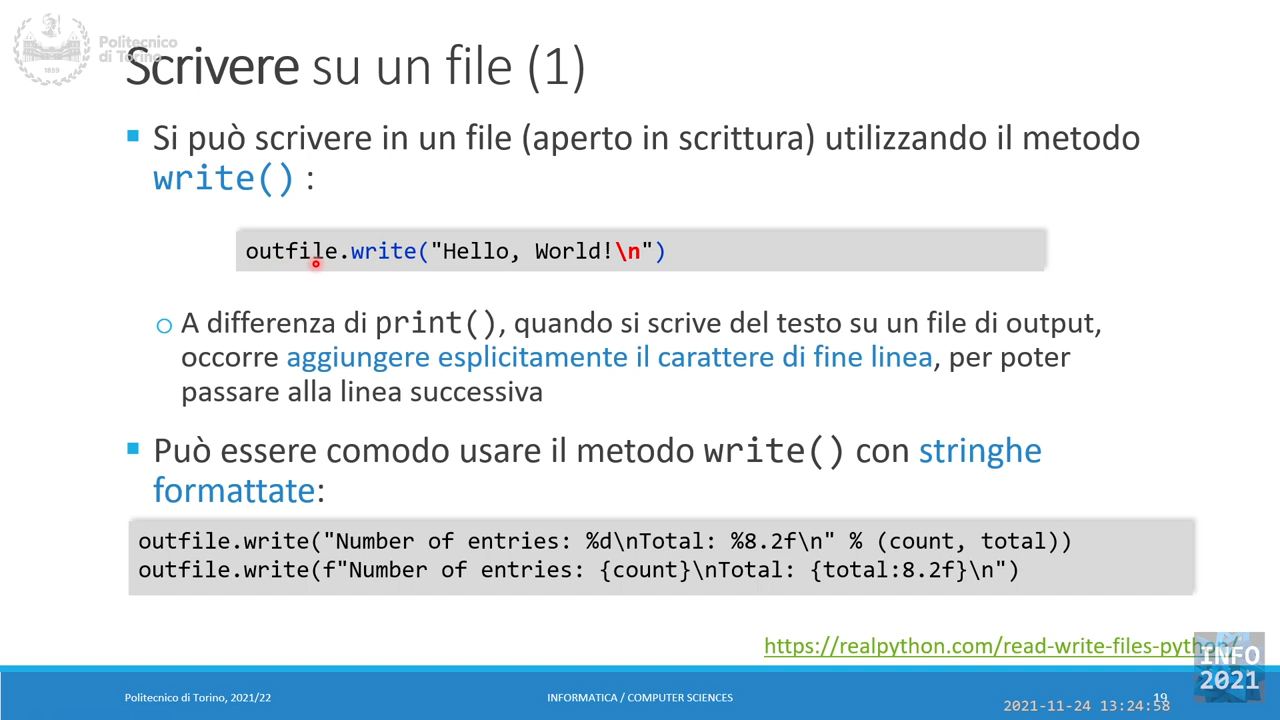 Politecnico
di Torino
1859
Scrivere su un file (1)
Si può scrivere in un file (aperto in scrittura) utilizzando il metodo
write() :
outfile.write("Hello, World!\n")
A differenza di print(), quando si scrive del testo su un file di output,
occorre aggiungere esplicitamente il carattere di fine linea, per poter
passare alla linea successiva
Può essere comodo usare il metodo write() con stringhe
formattate:
outfile.write("Number of entries: %d\nTotal: %8.2f\n" % (count, total))
outfile.write(f"Number of entries: {count}\nTotal: {total:8.2f}\n")
https://realpython.com/read-write-files-python/
INFO
2021
Politecnico di Torino, 2021/22
INFORMATICA / COMPUTER SCIENCES
19
2021-11-24 13:24:58